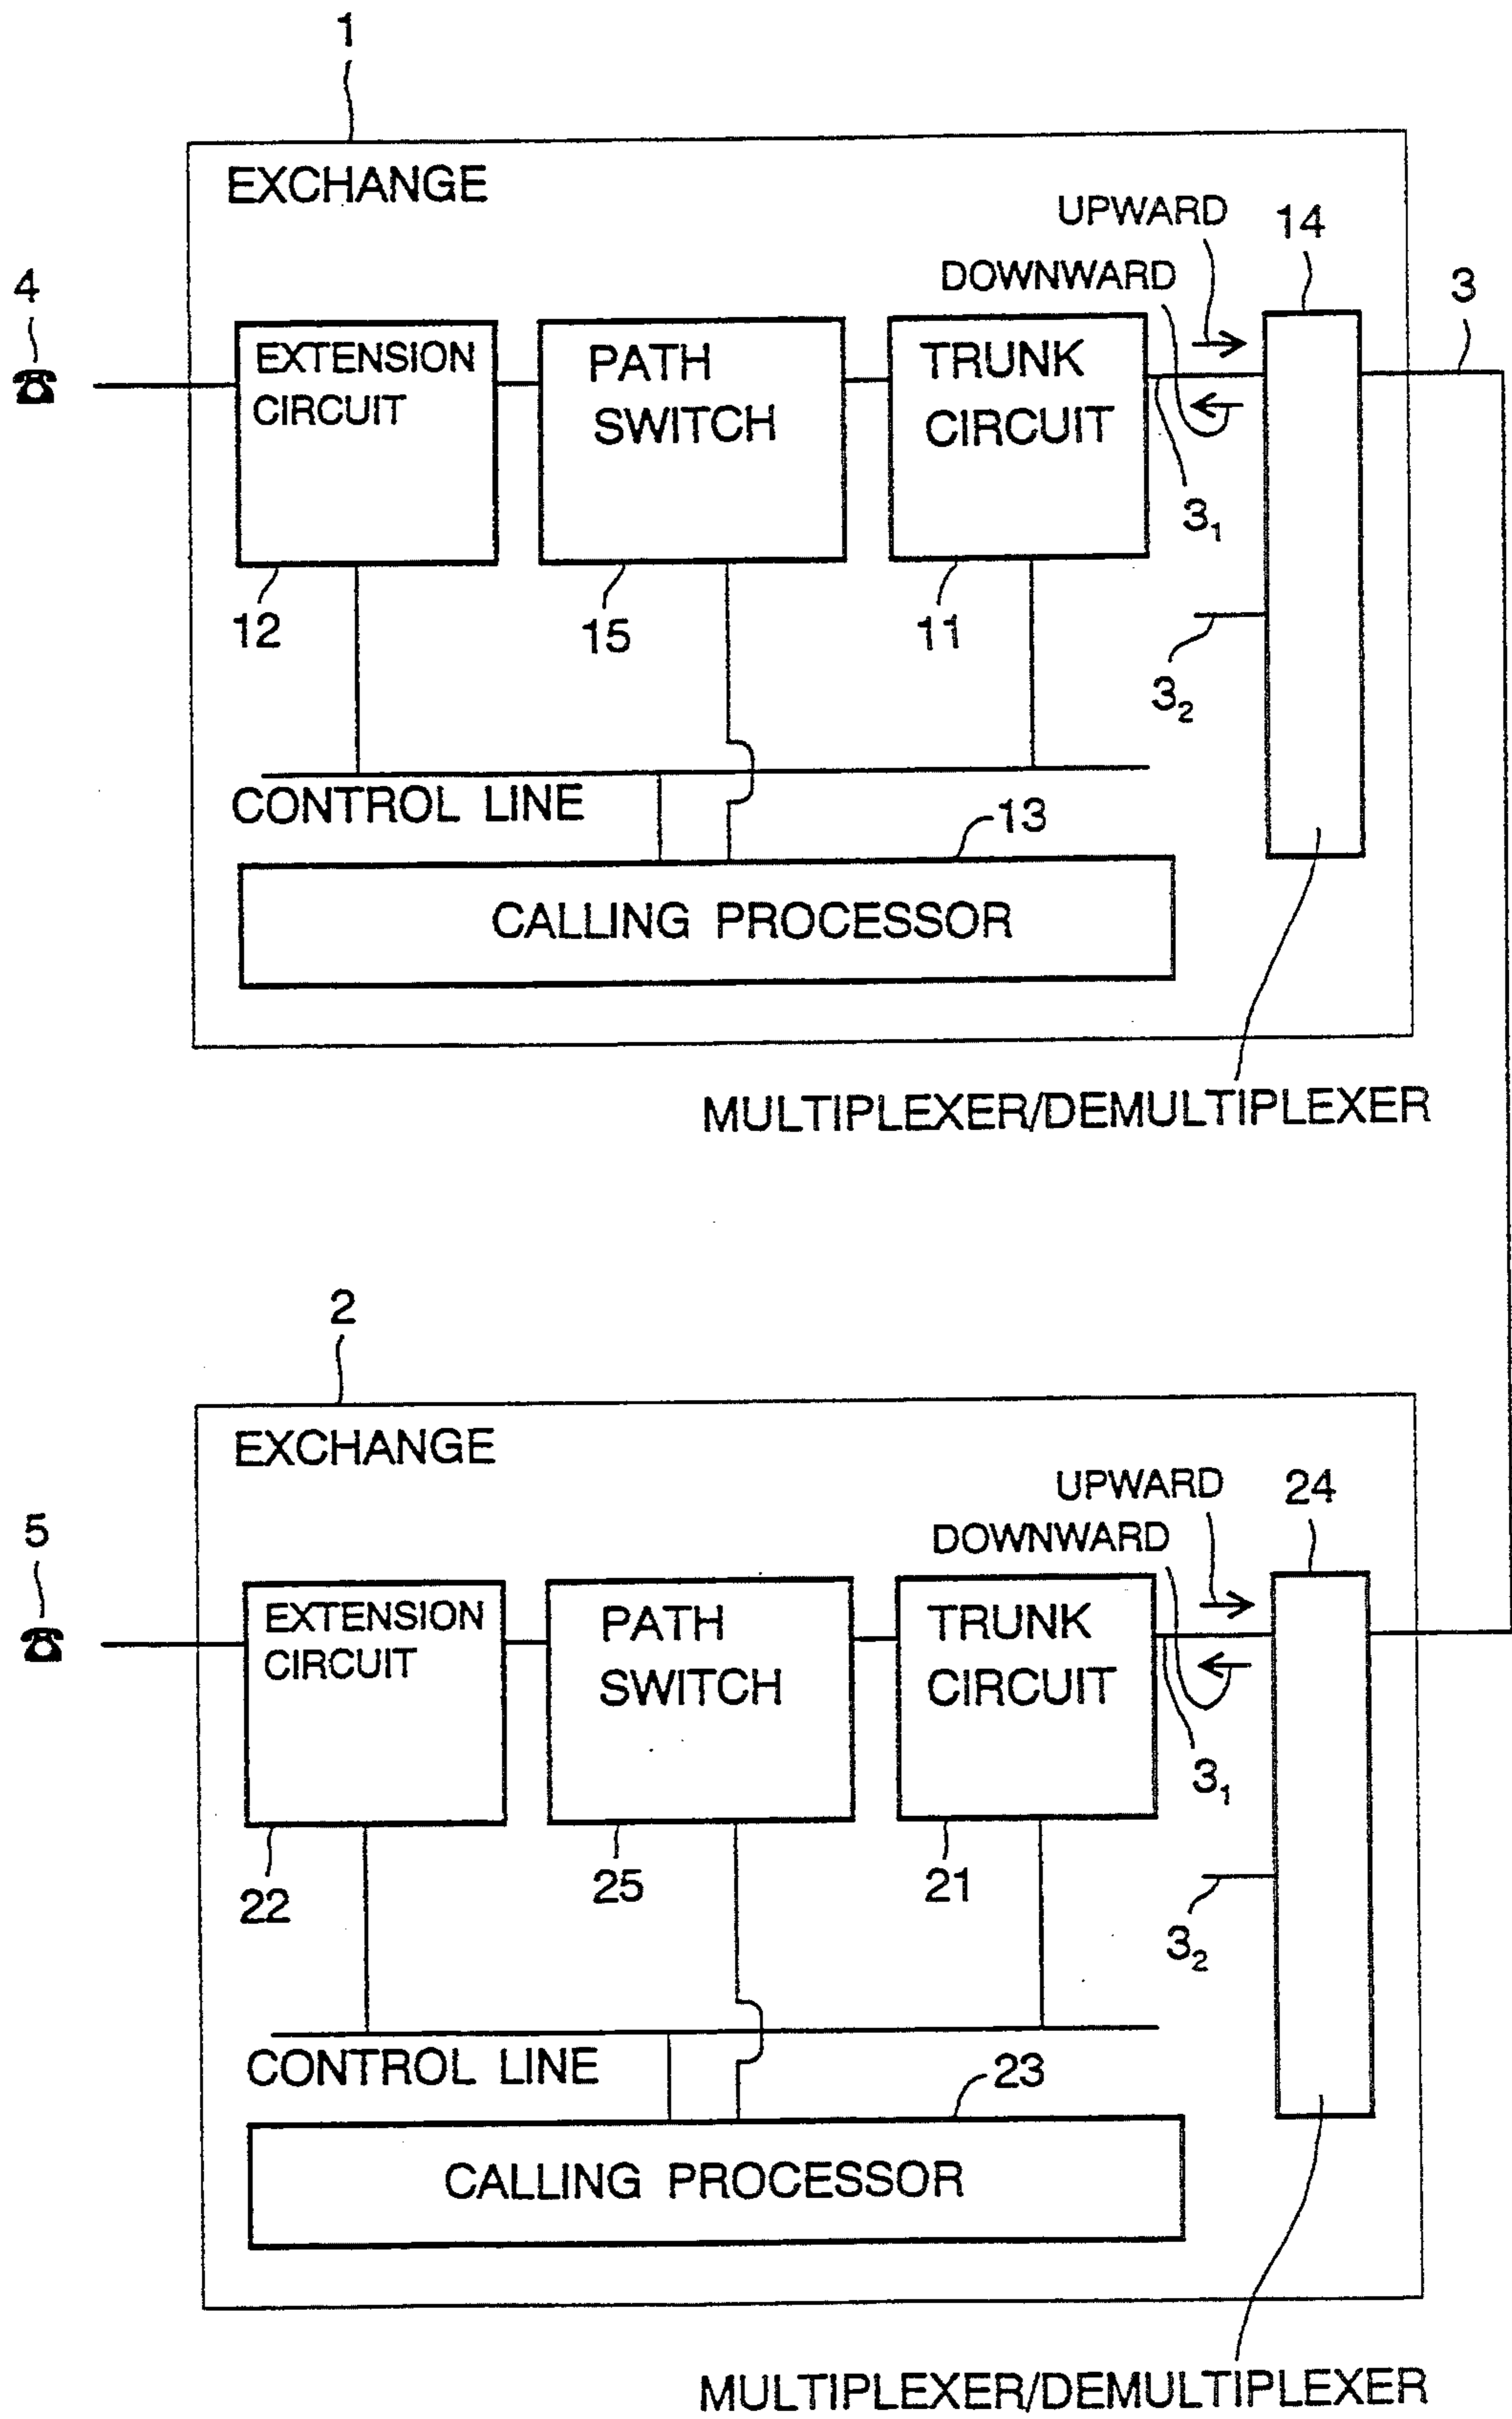 1
EXCHANGE
UPWARD
14
DOWNWARD
4
3
EXTENSION
CIRCUIT
PATH
SWITCH
TRUNK
CIRCUIT
3₁
12
15
11
3₂
CONTROL LINE
13
CALLING PROCESSOR
MULTIPLEXER/DEMULTIPLEXER
2
EXCHANGE
UPWARD
24
DOWNWARD
5
EXTENSION
CIRCUIT
PATH
SWITCH
TRUNK
CIRCUIT
3₁
22
25
21
3₂
CONTROL LINE
23
CALLING PROCESSOR
MULTIPLEXER/DEMULTIPLEXER